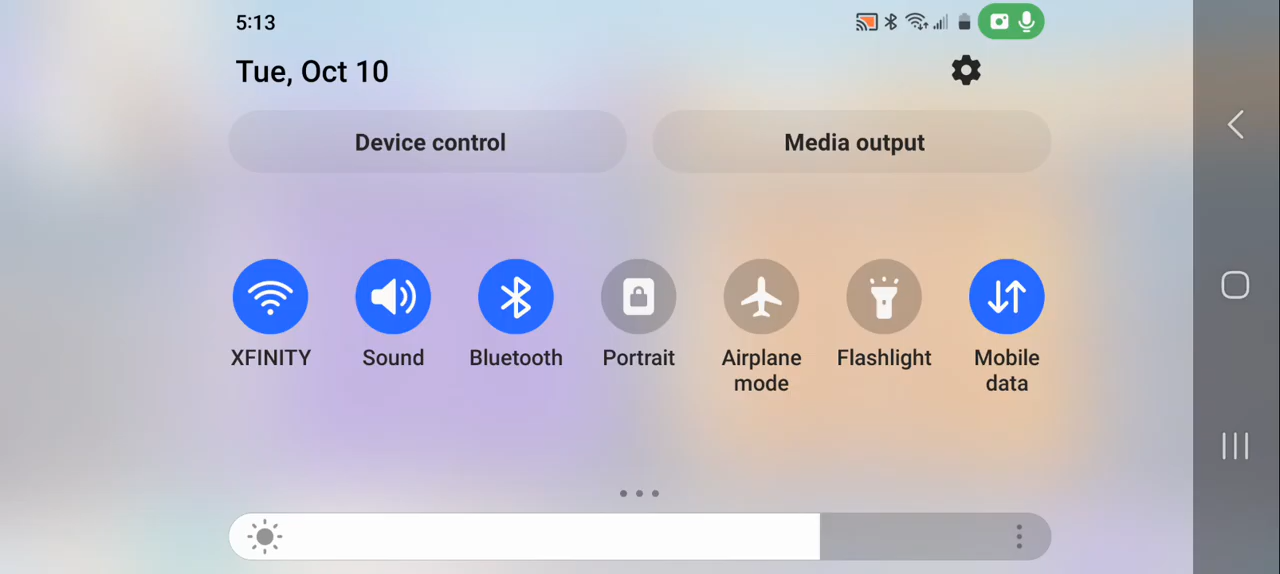 5:13
Tue, Oct 10
Device control Media output
XFINITY Sound Bluetooth Portrait Airplane mode Flashlight Mobile data